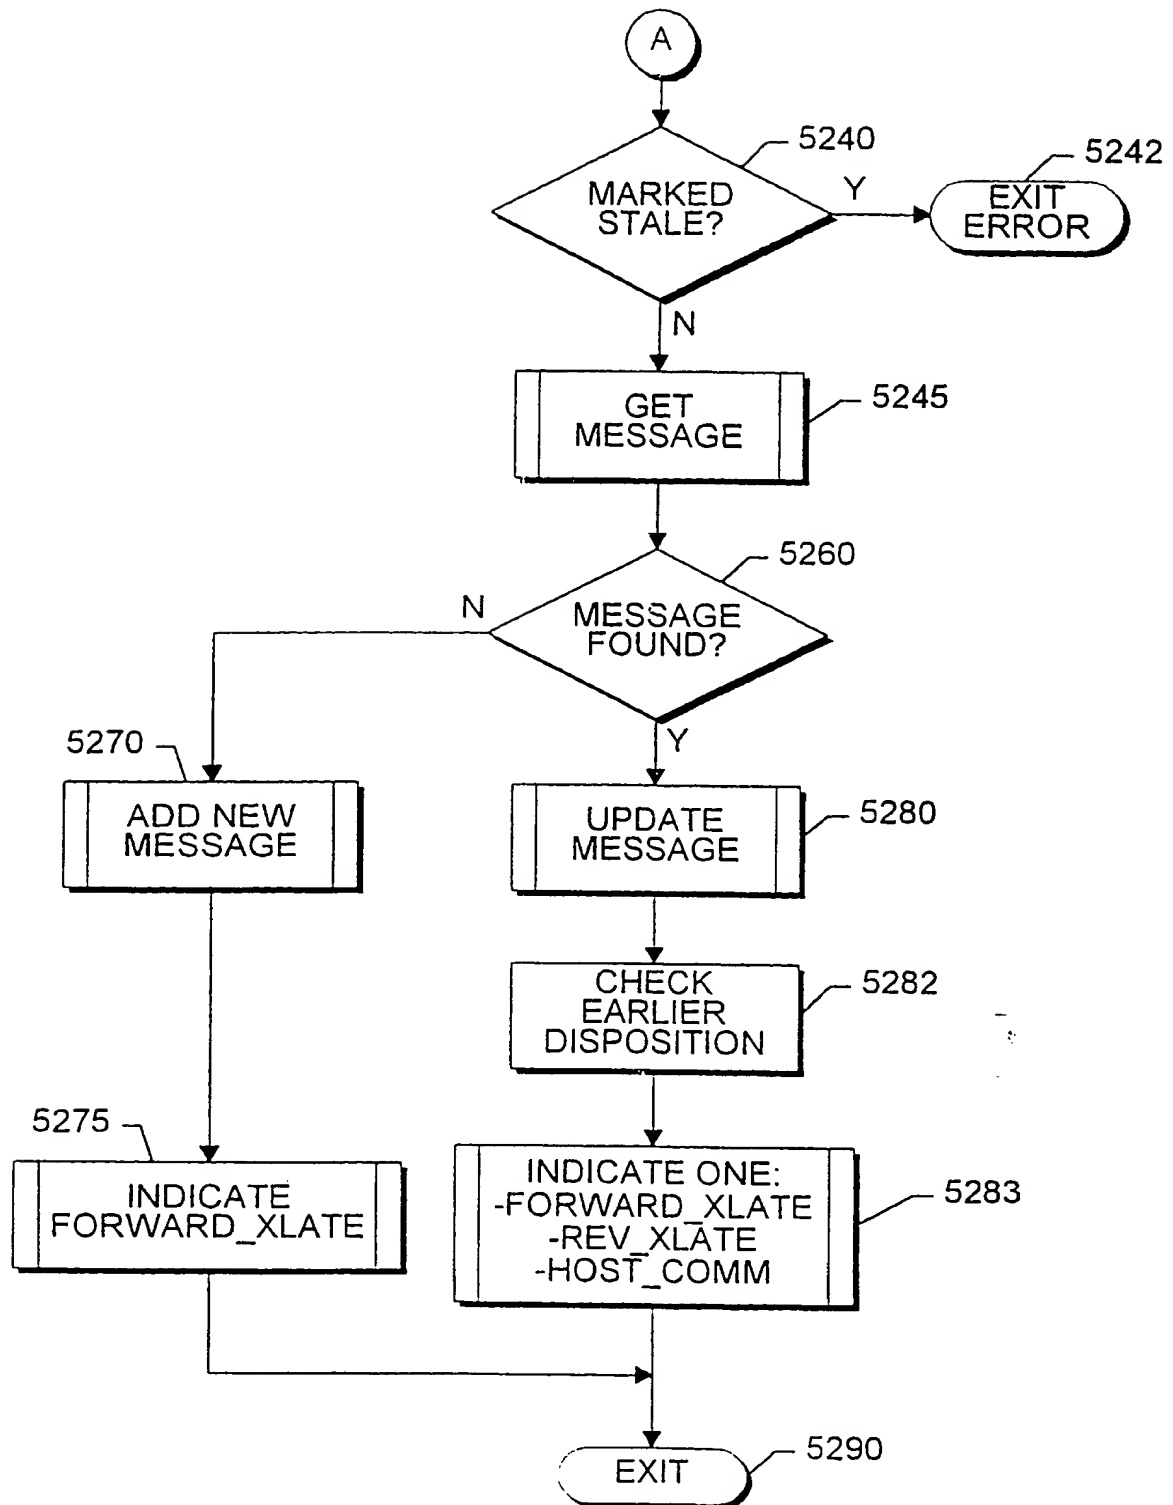 A
5240
MARKED
STALE?
Y
5242
EXIT
ERROR
N
GET
MESSAGE
5245
5260
MESSAGE
FOUND?
N
Y
5270
ADD NEW
MESSAGE
UPDATE
MESSAGE
5280
CHECK
EARLIER
DISPOSITION
5282
5275
INDICATE
FORWARD_XLATE
INDICATE ONE:
-FORWARD_XLATE
-REV_XLATE
-HOST_COMM
5283
EXIT
5290